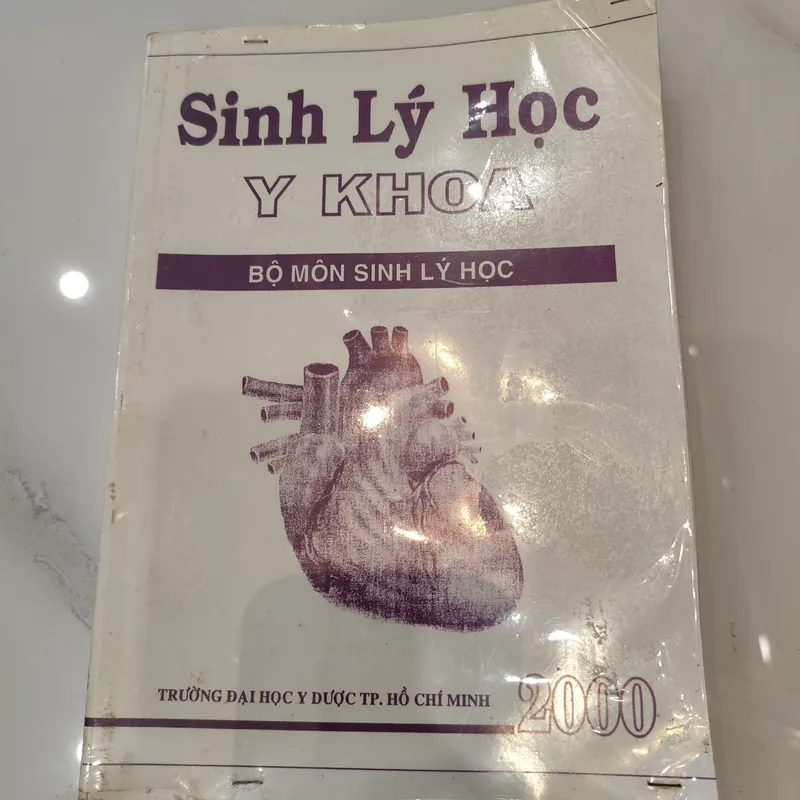 Sinh Lý Học
Y KHOA
BỘ MÔN SINH LÝ HỌC
TRƯỜNG ĐẠI HỌC Y DƯỢC TP. HỒ CHÍ MINH
2000